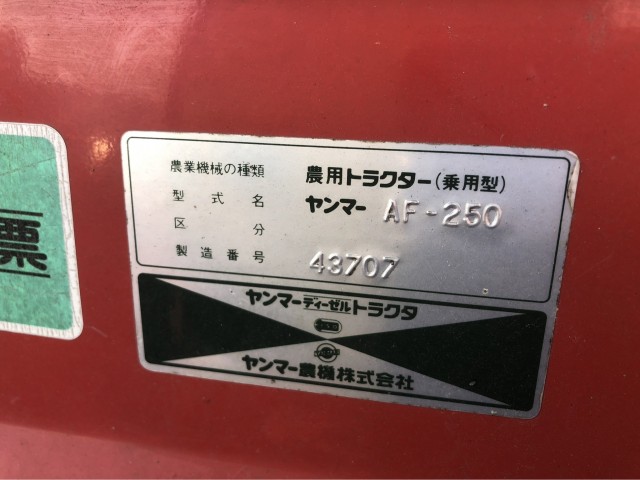 票
農業機械の種類 農用トラクター(乗用型)
型式名 ヤンマー AF-250
区分
製造番号 43707
ヤンマーディーゼルトラクタ
ヤンマー農機株式会社